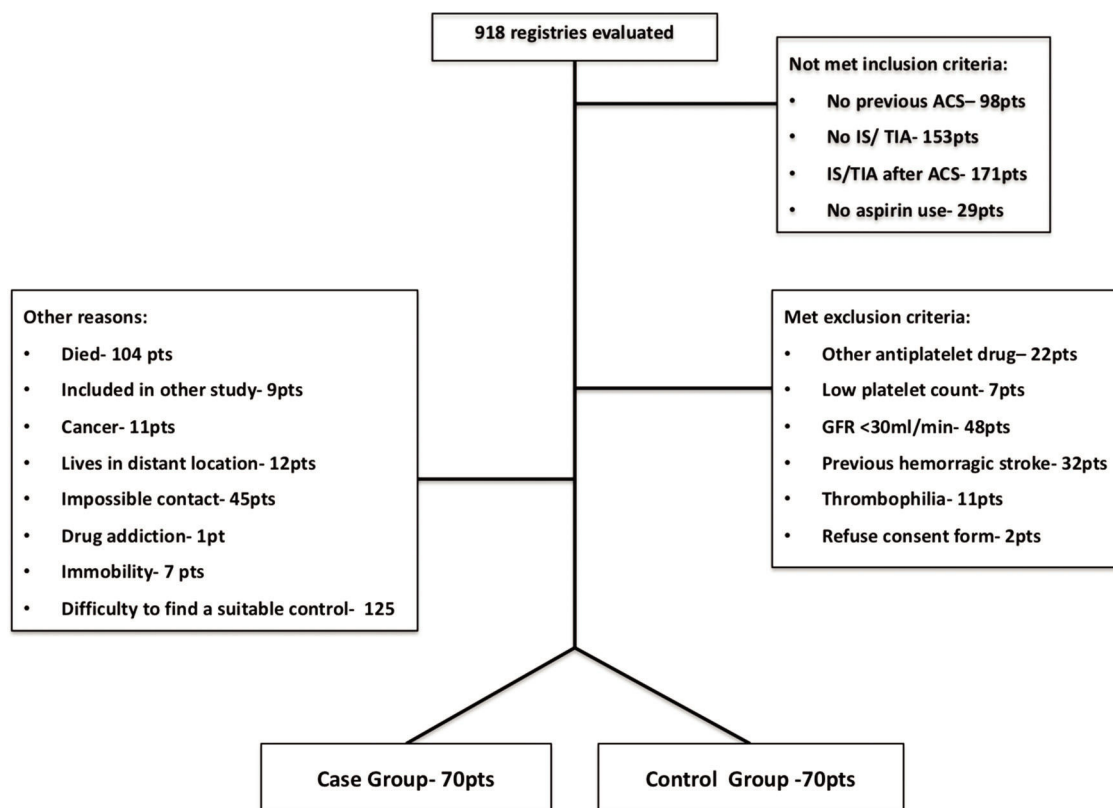 918 registries evaluated
Not met inclusion criteria:
• No previous ACS– 98pts
• No IS/ TIA- 153pts
• IS/TIA after ACS- 171pts
• No aspirin use- 29pts
Other reasons:
• Died- 104 pts
• Included in other study- 9pts
• Cancer- 11pts
• Lives in distant location- 12pts
• Impossible contact- 45pts
• Drug addiction- 1pt
• Immobility- 7 pts
• Difficulty to find a suitable control- 125
Met exclusion criteria:
• Other antiplatelet drug– 22pts
• Low platelet count- 7pts
• GFR <30ml/min- 48pts
• Previous hemorragic stroke- 32pts
• Thrombophilia- 11pts
• Refuse consent form- 2pts
Case Group- 70pts
Control Group -70pts